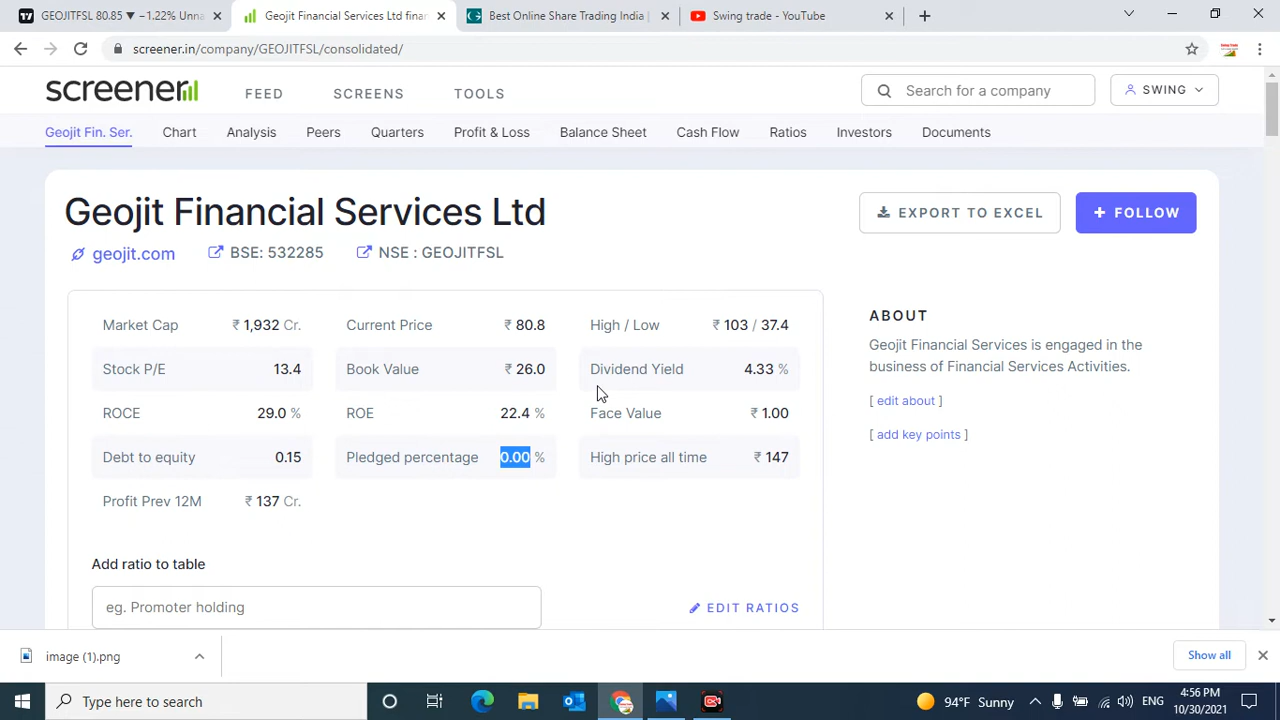 GEOJITFSL 80.85 ▼ −1.22% Unna
Geojit Financial Services Ltd finan
Best Online Share Trading India |
Swing trade - YouTube
screener.in/company/GEOJITFSL/consolidated/
screener
FEED
SCREENS
TOOLS
Search for a company
SWING
Geojit Fin. Ser.
Chart
Analysis
Peers
Quarters
Profit & Loss
Balance Sheet
Cash Flow
Ratios
Investors
Documents
Geojit Financial Services Ltd
EXPORT TO EXCEL
+ FOLLOW
geojit.com
BSE: 532285
NSE : GEOJITFSL
Market Cap ₹ 1,932 Cr.
Current Price ₹ 80.8
High / Low ₹ 103 / 37.4
Stock P/E 13.4
Book Value ₹ 26.0
Dividend Yield 4.33 %
ROCE 29.0 %
ROE 22.4 %
Face Value ₹ 1.00
Debt to equity 0.15
Pledged percentage 0.00 %
High price all time ₹ 147
Profit Prev 12M ₹ 137 Cr.
ABOUT
Geojit Financial Services is engaged in the
business of Financial Services Activities.
[ edit about ]
[ add key points ]
Add ratio to table
eg. Promoter holding
EDIT RATIOS
image (1).png
Show all
Type here to search
94°F Sunny
ENG
4:56 PM
10/30/2021